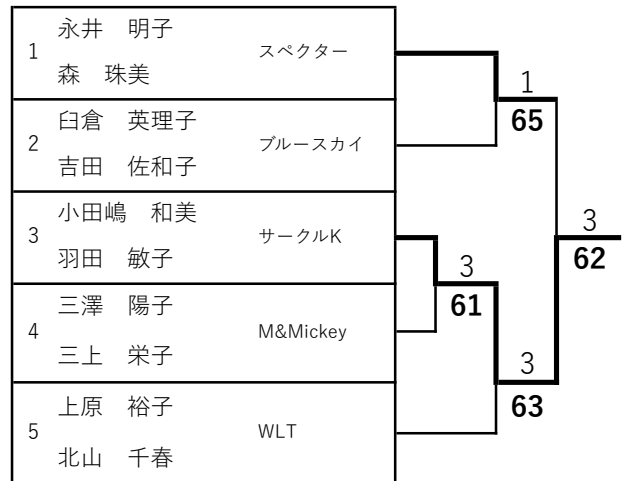 1 永井　明子 スペクター
森　珠美
2 臼倉　英理子 ブルースカイ
吉田　佐和子
3 小田嶋　和美 サークルK
羽田　敏子
4 三澤　陽子 M&Mickey
三上　栄子
5 上原　裕子 WLT
北山　千春
1
65
3
61
3
63
3
62